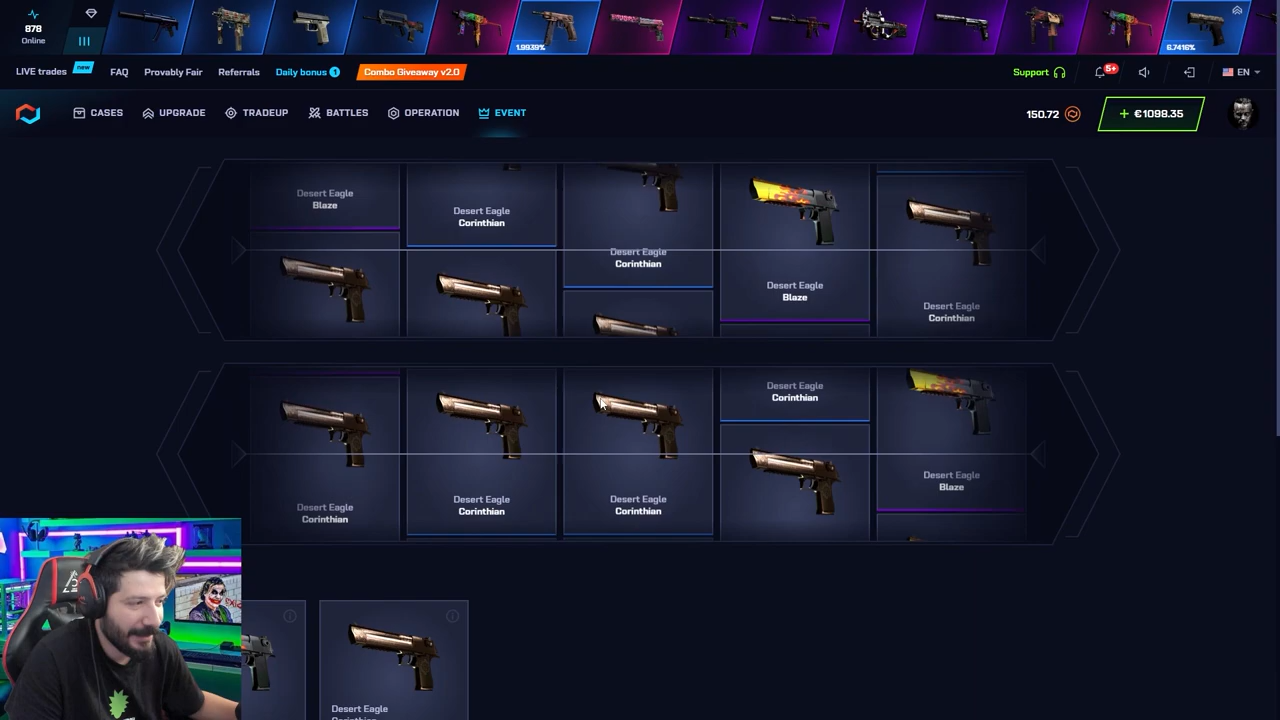 878
Online
1.9939%
6.7416%
LIVE trades
new
FAQ
Provably Fair
Referrals
Daily bonus 1
Combo Giveaway v2.0
Support
5+
EN
CASES
UPGRADE
TRADEUP
BATTLES
OPERATION
EVENT
150.72
+ €1098.35
Desert Eagle
Blaze
Desert Eagle
Corinthian
Desert Eagle
Corinthian
Desert Eagle
Blaze
Desert Eagle
Corinthian
Desert Eagle
Corinthian
Desert Eagle
Corinthian
Desert Eagle
Corinthian
Desert Eagle
Corinthian
Desert Eagle
Blaze
Desert Eagle
Corinthian